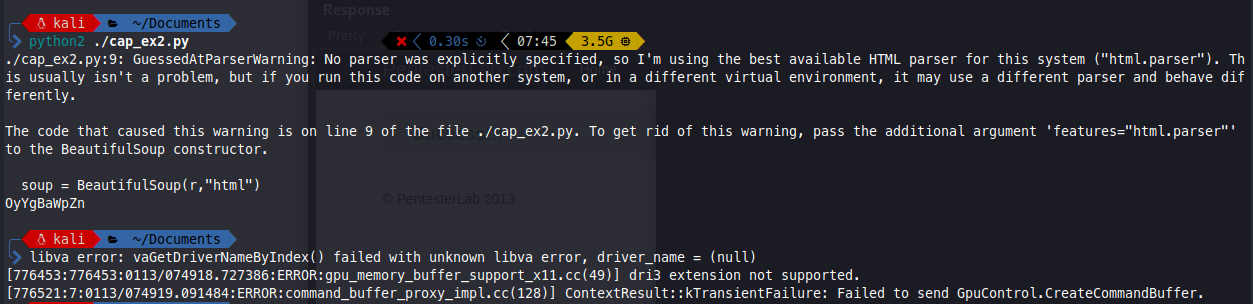 Response
kali ~/Documents
Pretty
python2 ./cap_ex2.py
0.30s 07:45 3.5G
./cap_ex2.py:9: GuessedAtParserWarning: No parser was explicitly specified, so I'm using the best available HTML parser for this system ("html.parser"). Th
is usually isn't a problem, but if you run this code on another system, or in a different virtual environment, it may use a different parser and behave dif
ferently.
The code that caused this warning is on line 9 of the file ./cap_ex2.py. To get rid of this warning, pass the additional argument 'features="html.parser"'
to the BeautifulSoup constructor.
soup = BeautifulSoup(r,"html")
OyYgBaWpZn
© PentesterLab 2013
kali ~/Documents
libva error: vaGetDriverNameByIndex() failed with unknown libva error, driver_name = (null)
[776453:776453:0113/074918.727386:ERROR:gpu_memory_buffer_support_x11.cc(49)] dri3 extension not supported.
[776521:7:0113/074919.091484:ERROR:command_buffer_proxy_impl.cc(128)] ContextResult::kTransientFailure: Failed to send GpuControl.CreateCommandBuffer.